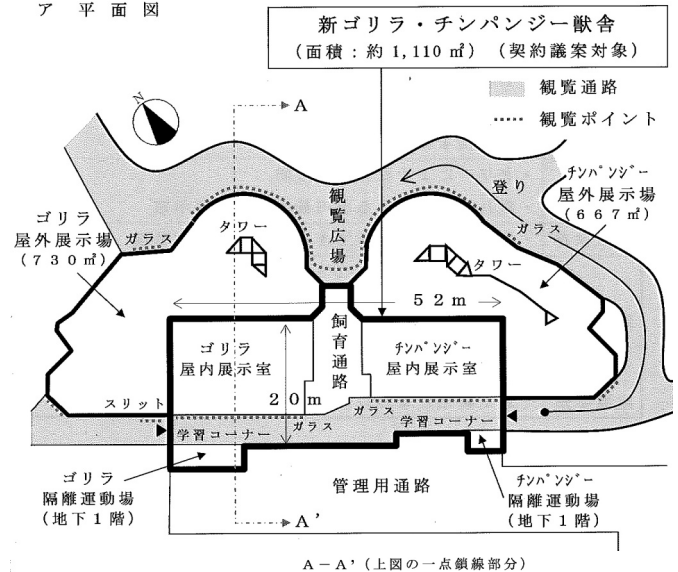 ア 平面図
新ゴリラ・チンパンジー獣舎
(面積：約1,110㎡) (契約議案対象)
観覧通路
観覧ポイント
N
A
観覧広場
登り
チンパンジー
屋外展示場
(667㎡)
ガラス
ゴリラ
屋外展示場
(730㎡)
ガラス
タワー
タワー
52m
飼育通路
ゴリラ
屋内展示室
チンパンジー
屋内展示室
20m
スリット
ガラス
ガラス
学習コーナー
学習コーナー
ゴリラ
隔離運動場
(地下1階)
管理用通路
チンパンジー
隔離運動場
(地下1階)
A'
A－A' (上図の一点鎖線部分)